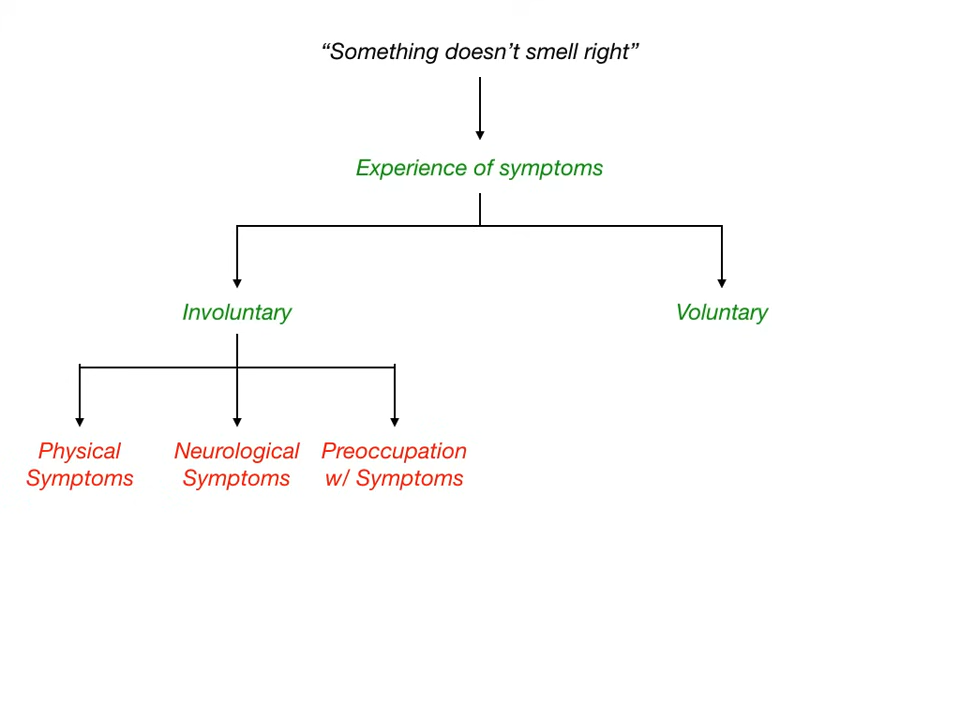 “Something doesn’t smell right”
Experience of symptoms
Involuntary
Voluntary
Physical
Symptoms
Neurological
Symptoms
Preoccupation
w/ Symptoms